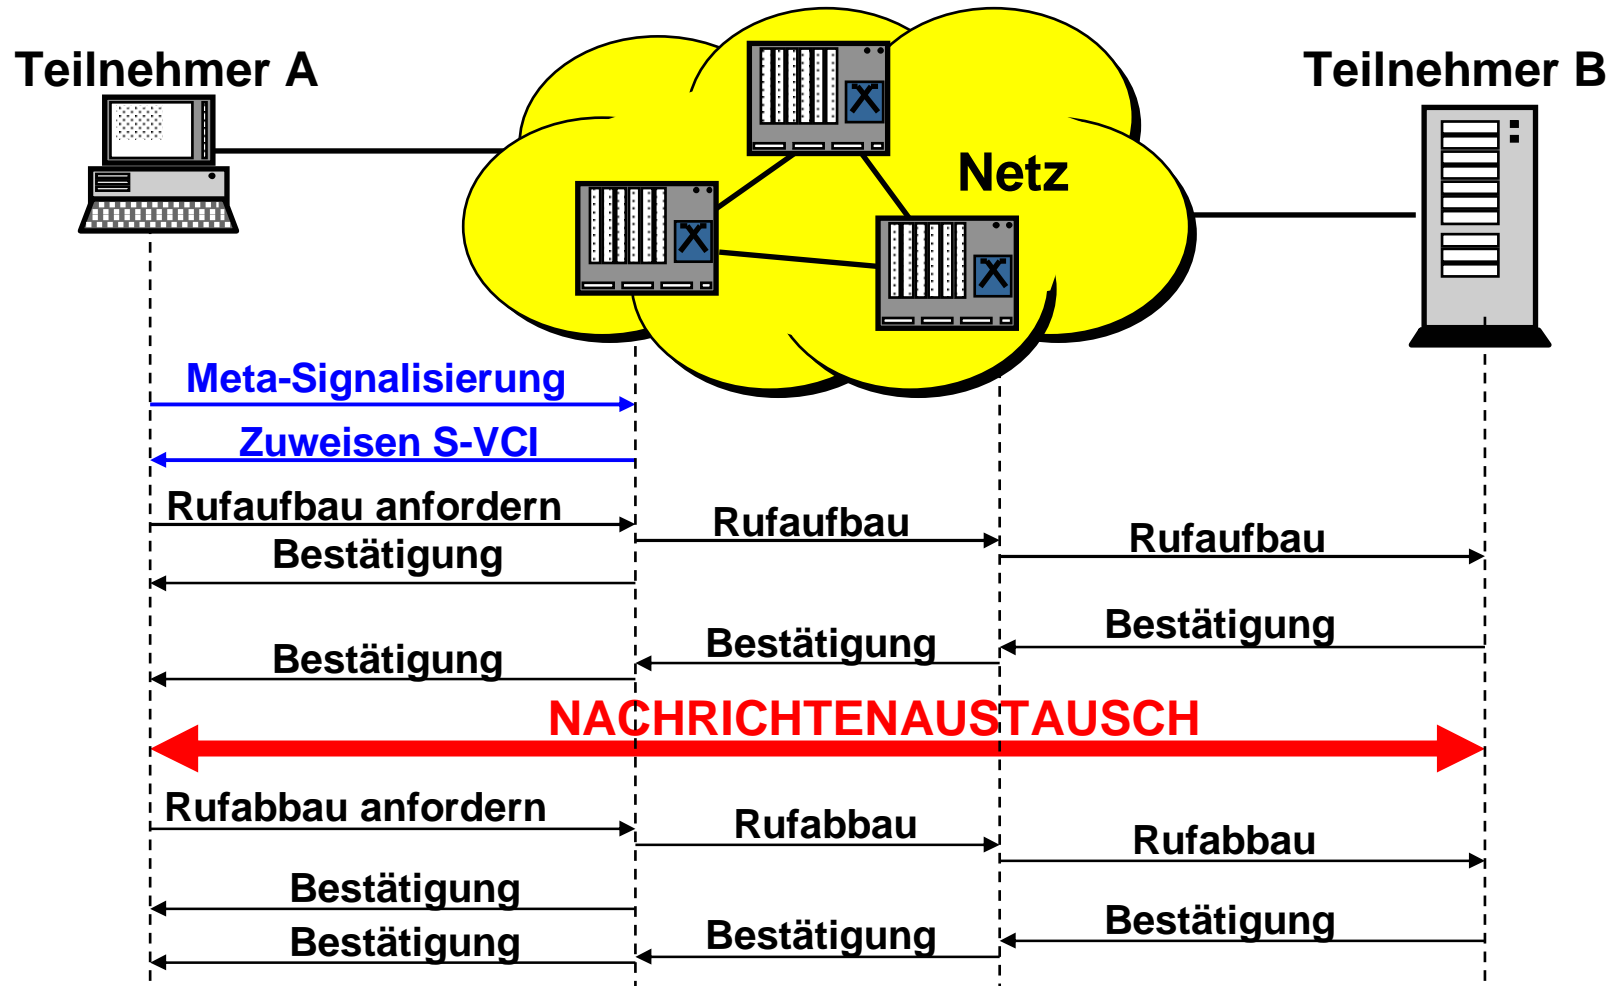 Teilnehmer A
Teilnehmer B
Netz
Meta-Signalisierung
Zuweisen S-VCI
Rufaufbau anfordern
Rufaufbau
Rufaufbau
Bestätigung
Bestätigung
Bestätigung
Bestätigung
NACHRICHTENAUSTAUSCH
Rufabbau anfordern
Rufabbau
Rufabbau
Bestätigung
Bestätigung
Bestätigung
Bestätigung